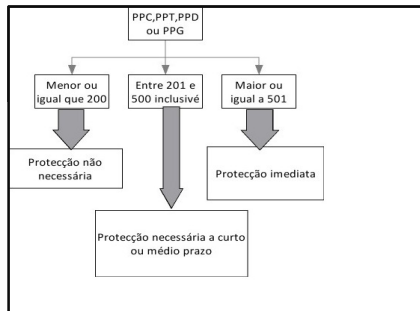 PPC,PPT,PPD
ou PPG
Menor ou
igual que 200
Entre 201 e
500 inclusivé
Maior ou
igual a 501
Protecção não
necessária
Protecção imediata
Protecção necessária a curto
ou médio prazo